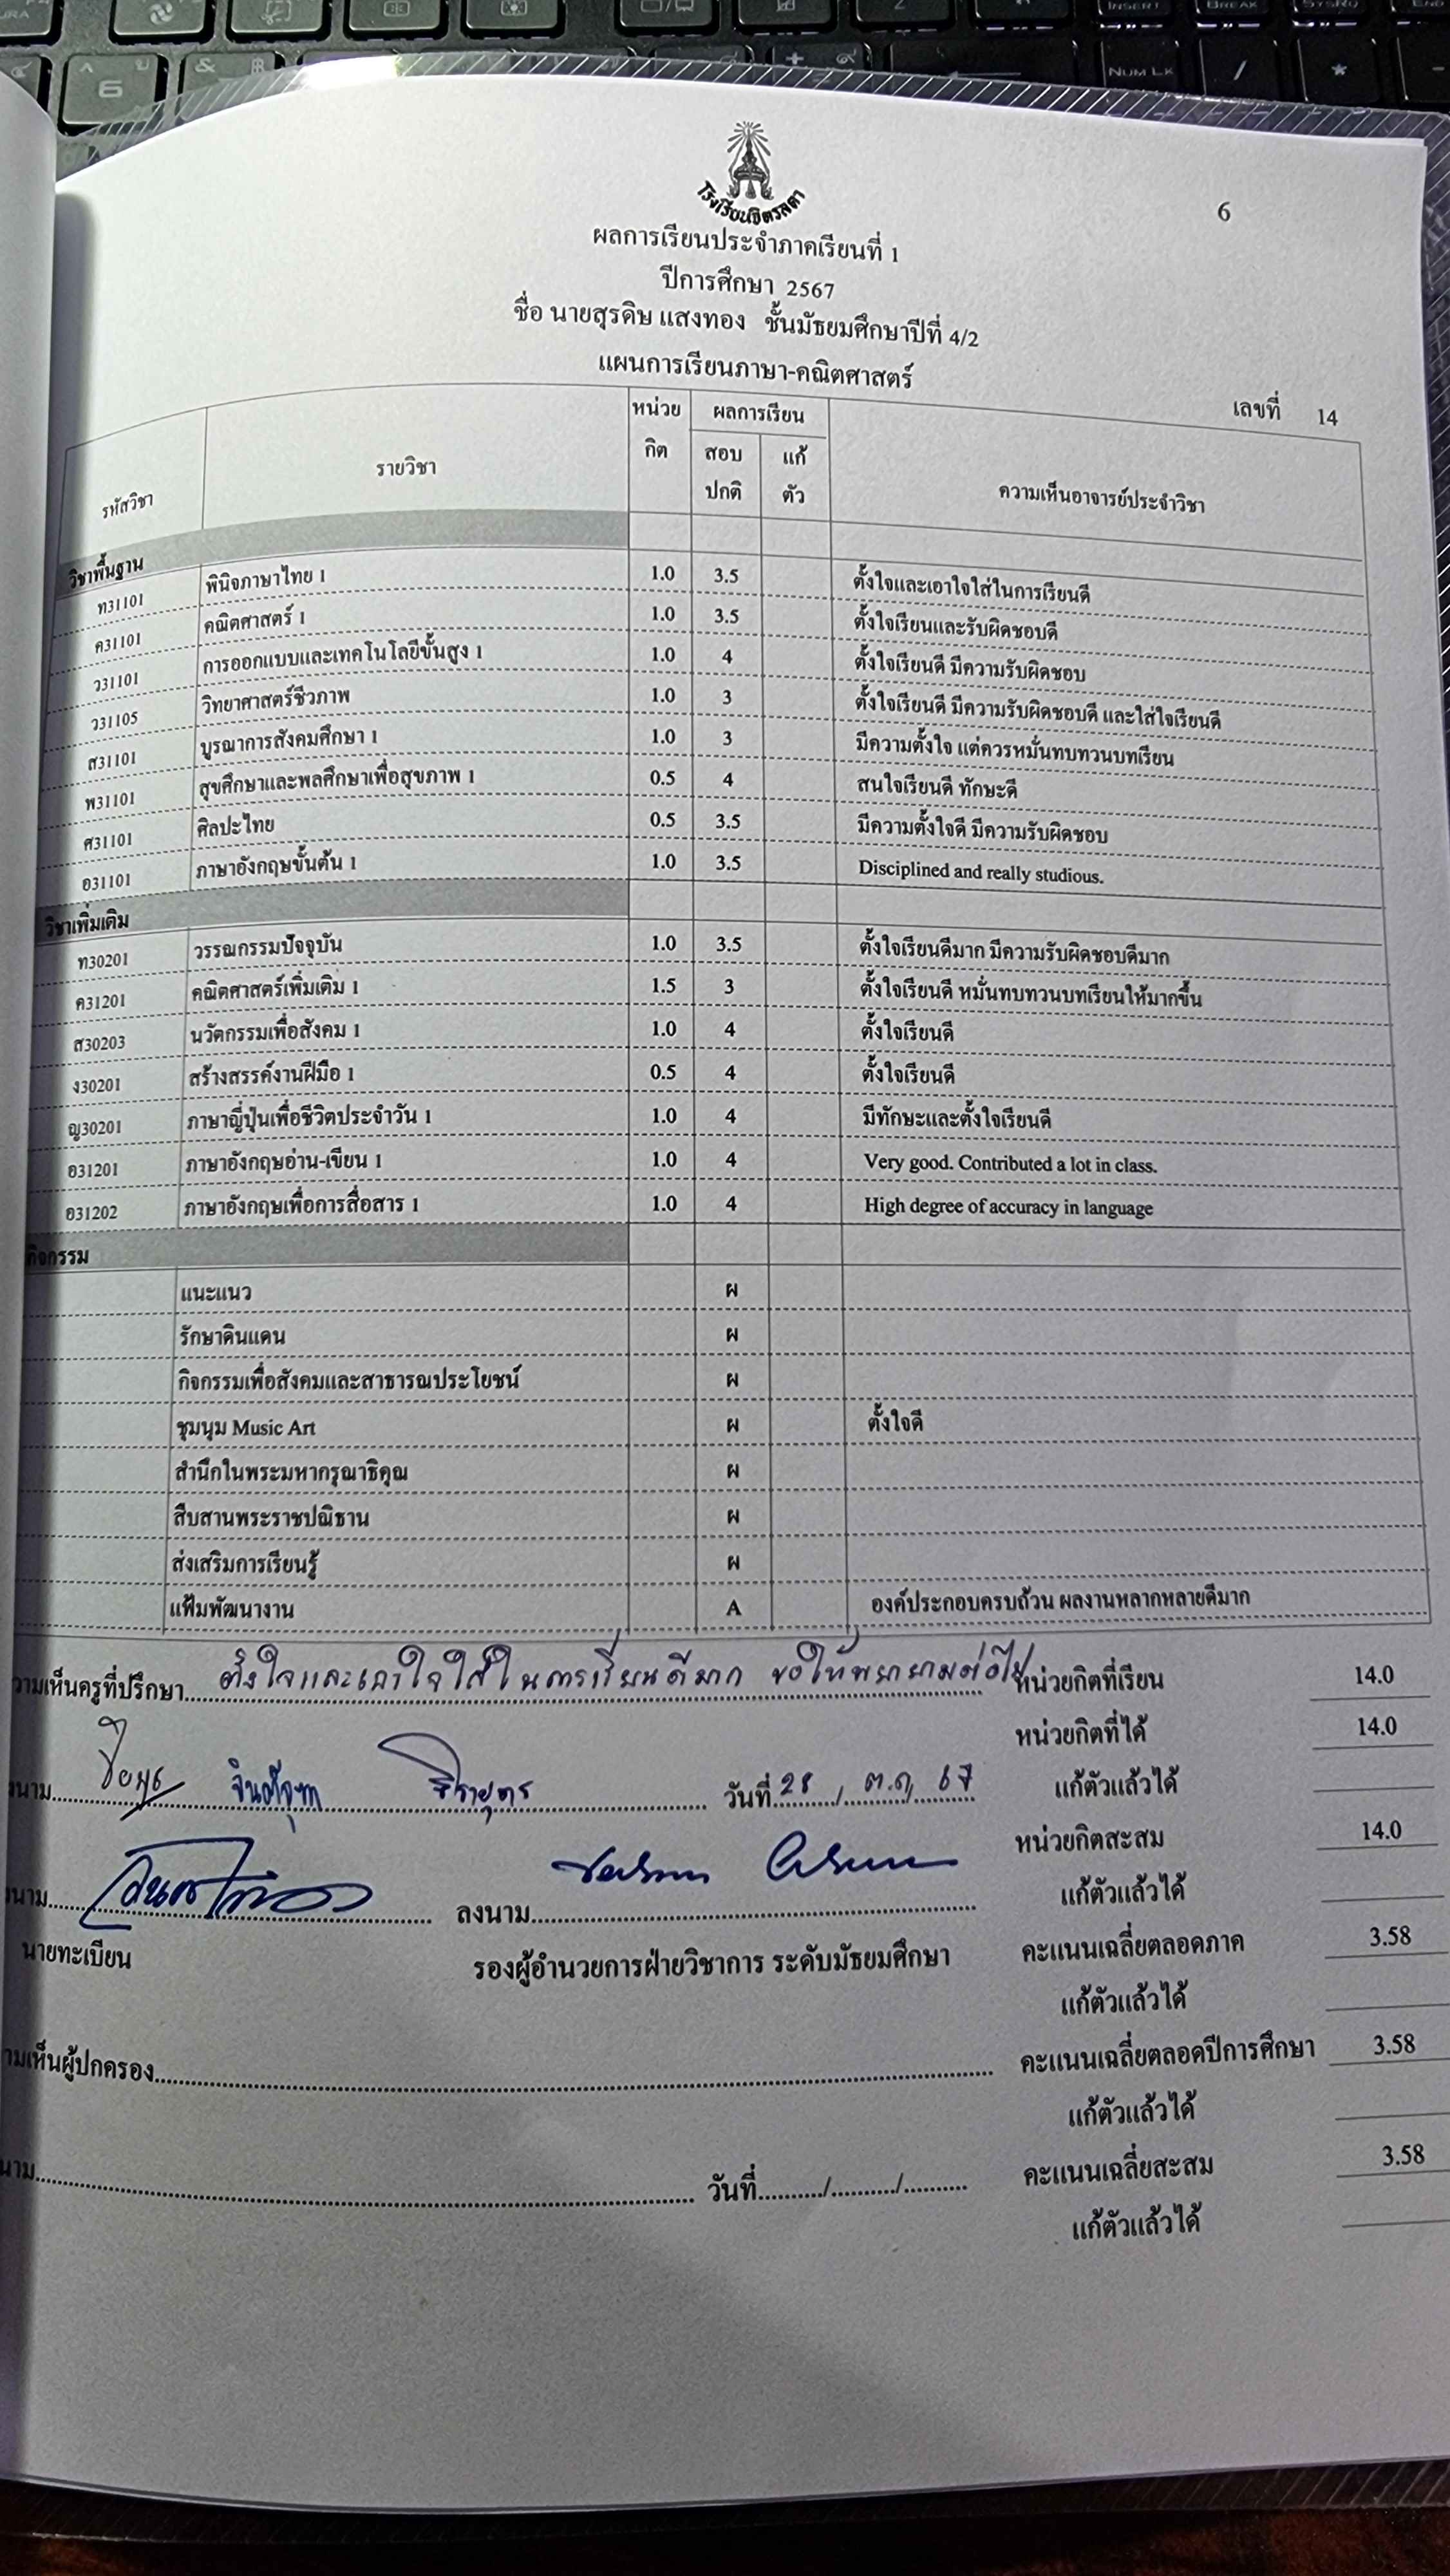 โรงเรียนจิตรลดา
6
ผลการเรียนประจำภาคเรียนที่ 1
ปีการศึกษา 2567
ชื่อ นายสุรดิษ แสงทอง ชั้นมัธยมศึกษาปีที่ 4/2
แผนการเรียนภาษา-คณิตศาสตร์
เลขที่ 14
รหัสวิชา รายวิชา หน่วยกิต ผลการเรียน สอบปกติ แก้ตัว ความเห็นอาจารย์ประจำวิชา
วิชาพื้นฐาน
ท31101 พินิจภาษาไทย 1 1.0 3.5 ตั้งใจและเอาใจใส่ในการเรียนดี
ค31101 คณิตศาสตร์ 1 1.0 3.5 ตั้งใจเรียนและรับผิดชอบดี
ว31101 การออกแบบและเทคโนโลยีขั้นสูง 1 1.0 4 ตั้งใจเรียนดี มีความรับผิดชอบ
ว31105 วิทยาศาสตร์ชีวภาพ 1.0 3 ตั้งใจเรียนดี มีความรับผิดชอบดี และใส่ใจเรียนดี
ส31101 บูรณาการสังคมศึกษา 1 1.0 3 มีความตั้งใจ แต่ควรหมั่นทบทวนบทเรียน
พ31101 สุขศึกษาและพลศึกษาเพื่อสุขภาพ 1 0.5 4 สนใจเรียนดี ทักษะดี
ศ31101 ศิลปะไทย 0.5 3.5 มีความตั้งใจดี มีความรับผิดชอบ
อ31101 ภาษาอังกฤษขั้นต้น 1 1.0 3.5 Disciplined and really studious.
วิชาเพิ่มเติม
ท30201 วรรณกรรมปัจจุบัน 1.0 3.5 ตั้งใจเรียนดีมาก มีความรับผิดชอบดีมาก
ค31201 คณิตศาสตร์เพิ่มเติม 1 1.5 3 ตั้งใจเรียนดี หมั่นทบทวนบทเรียนให้มากขึ้น
ส30203 นวัตกรรมเพื่อสังคม 1 1.0 4 ตั้งใจเรียนดี
ง30201 สร้างสรรค์งานฝีมือ 1 0.5 4 ตั้งใจเรียนดี
ญ30201 ภาษาญี่ปุ่นเพื่อชีวิตประจำวัน 1 1.0 4 มีทักษะและตั้งใจเรียนดี
อ31201 ภาษาอังกฤษอ่าน-เขียน 1 1.0 4 Very good. Contributed a lot in class.
อ31202 ภาษาอังกฤษเพื่อการสื่อสาร 1 1.0 4 High degree of accuracy in language
กิจกรรม
แนะแนว ผ
รักษาดินแดน ผ
กิจกรรมเพื่อสังคมและสาธารณประโยชน์ ผ
ชุมนุม Music Art ผ ตั้งใจดี
สำนึกในพระมหากรุณาธิคุณ ผ
สืบสานพระราชปณิธาน ผ
ส่งเสริมการเรียนรู้ ผ
แฟ้มพัฒนางาน A องค์ประกอบครบถ้วน ผลงานหลากหลายดีมาก
วามเห็นครูที่ปรึกษา ตั้งใจและเอาใจใส่ในการเรียนดีมาก ขอให้พยายามต่อไป หน่วยกิตที่เรียน 14.0
หน่วยกิตที่ได้ 14.0
งนาม วันที่ 28 / ต.ค. / 67 แก้ตัวแล้วได้
หน่วยกิตสะสม 14.0
งนาม ลงนาม แก้ตัวแล้วได้
นายทะเบียน รองผู้อำนวยการฝ่ายวิชาการ ระดับมัธยมศึกษา คะแนนเฉลี่ยตลอดภาค 3.58
แก้ตัวแล้วได้
ามเห็นผู้ปกครอง คะแนนเฉลี่ยตลอดปีการศึกษา 3.58
แก้ตัวแล้วได้
นาม วันที่ ........../........../.......... คะแนนเฉลี่ยสะสม 3.58
แก้ตัวแล้วได้